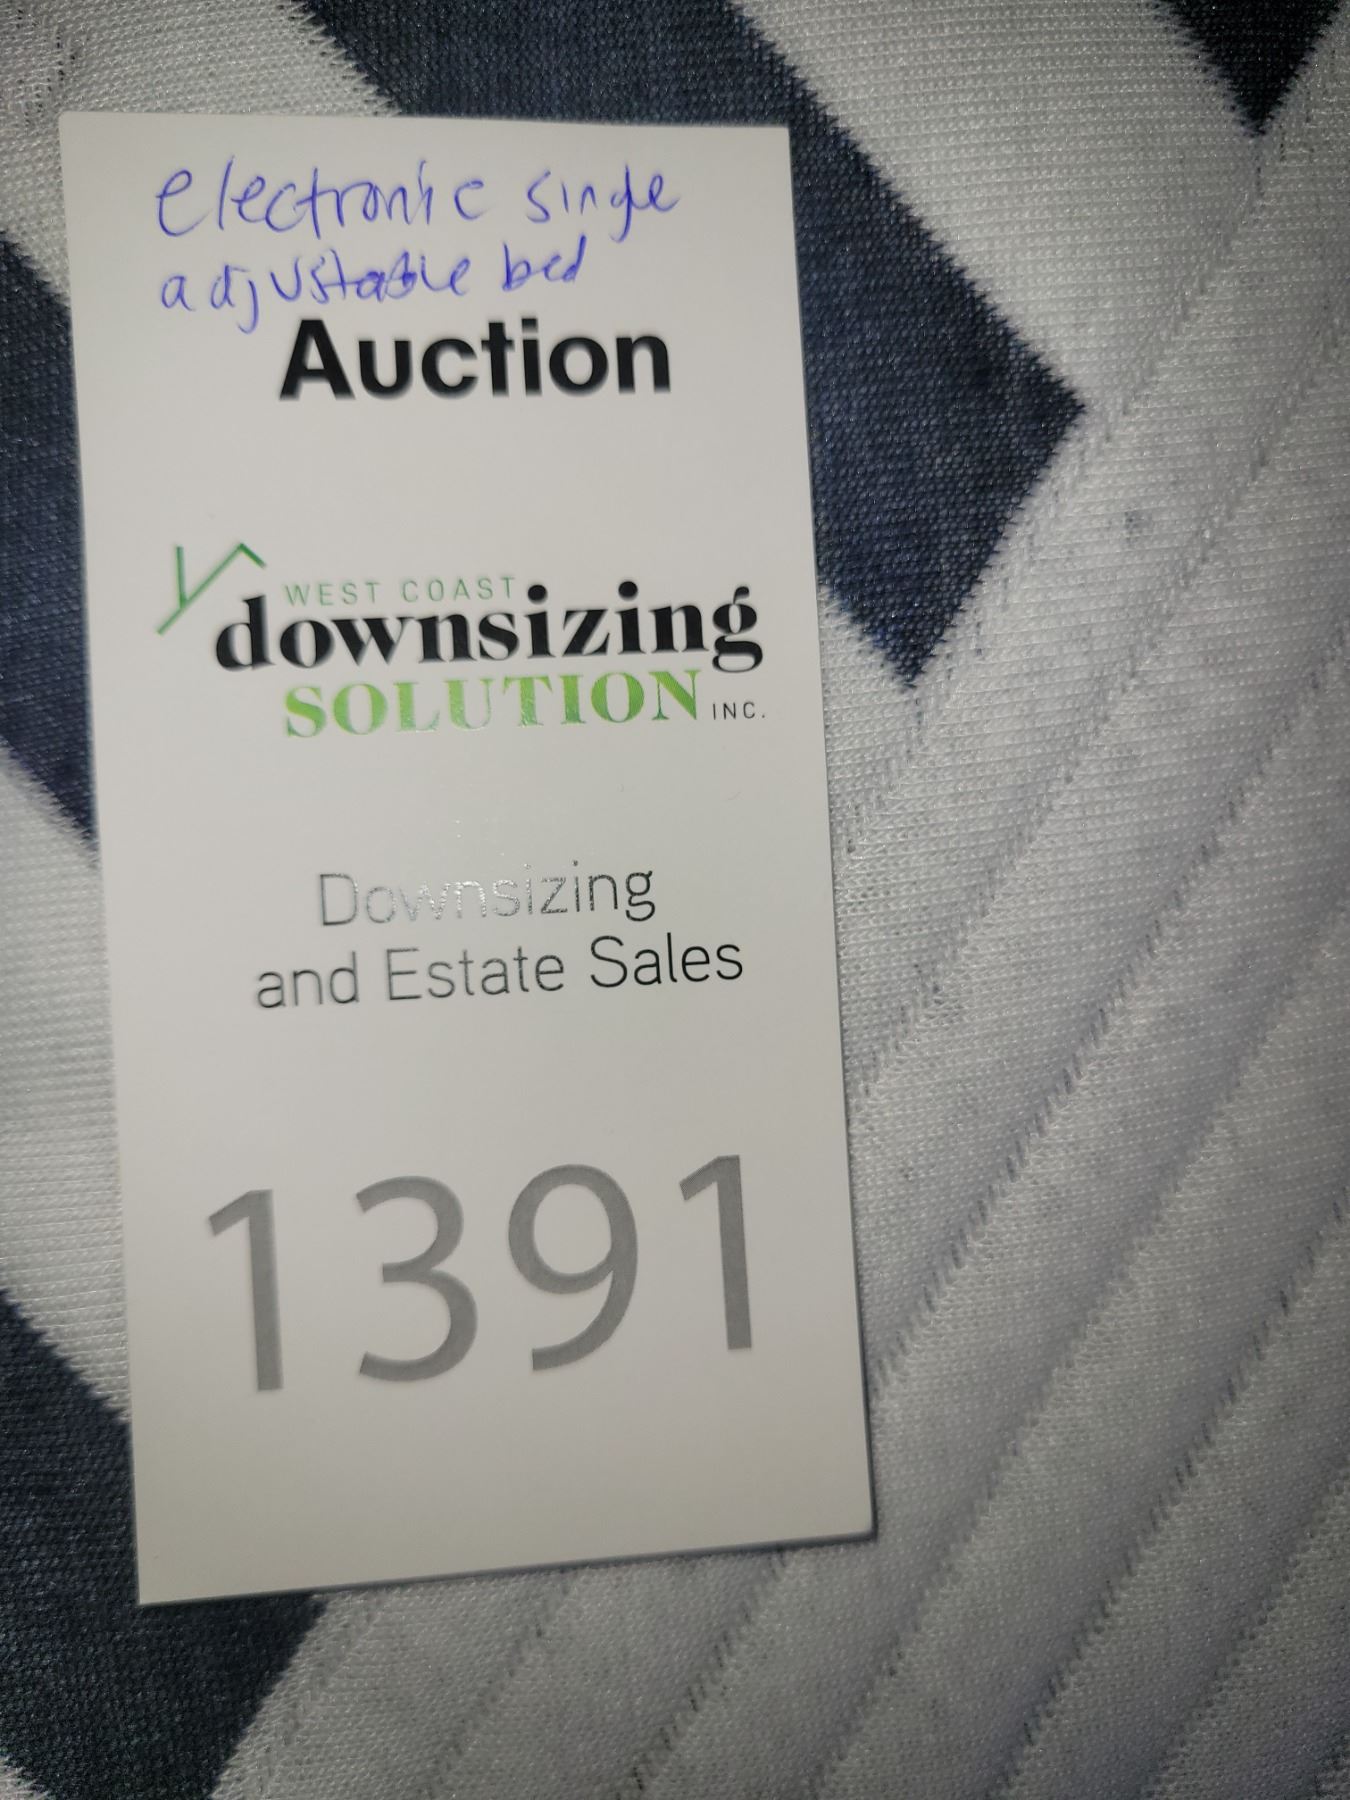 electronic single
adjustable bed
Auction
WEST COAST
downsizing
SOLUTION INC.
Downsizing
and Estate Sales
1391